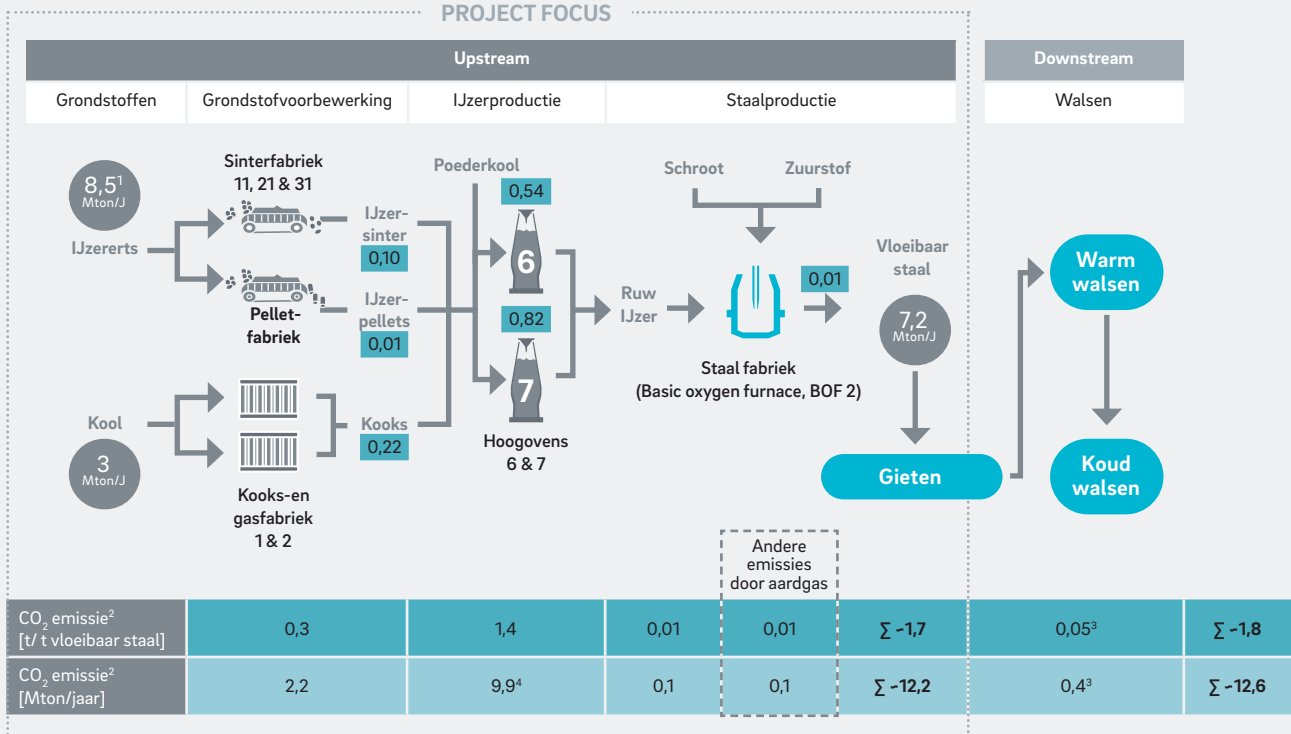 PROJECT FOCUS
Upstream
Downstream
Grondstoffen
Grondstofvoorbewerking
IJzerproductie
Staalproductie
Walsen
8,5¹
Mton/J
IJzererts
Sinterfabriek
11, 21 & 31
IJzer-
sinter
0,10
Pellet-
fabriek
IJzer-
pellets
0,01
Kool
3
Mton/J
Kooks-en
gasfabriek
1 & 2
Kooks
0,22
Poederkool
0,54
6
0,82
7
Hoogovens
6 & 7
Ruw
IJzer
Schroot
Zuurstof
0,01
Staal fabriek
(Basic oxygen furnace, BOF 2)
Vloeibaar
staal
7,2
Mton/J
Gieten
Warm
walsen
Koud
walsen
Andere
emissies
door aardgas
CO₂ emissie²
[t/ t vloeibaar staal]
0,3
1,4
0,01
0,01
∑ ~1,7
0,05³
∑ ~1,8
CO₂ emissie²
[Mton/jaar]
2,2
9,9⁴
0,1
0,1
∑ ~12,2
0,4³
∑ ~12,6